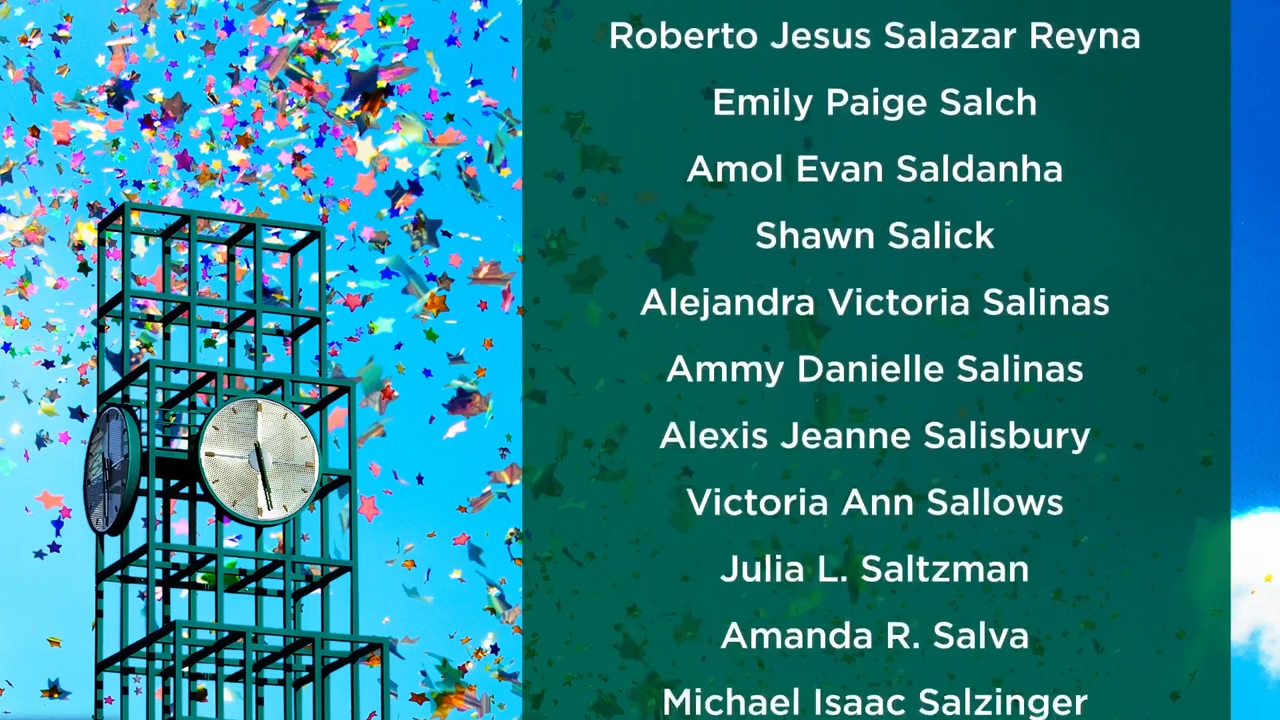 Roberto Jesus Salazar Reyna
Emily Paige Salch
Amol Evan Saldanha
Shawn Salick
Alejandra Victoria Salinas
Ammy Danielle Salinas
Alexis Jeanne Salisbury
Victoria Ann Sallows
Julia L. Saltzman
Amanda R. Salva
Michael Isaac Salzinger